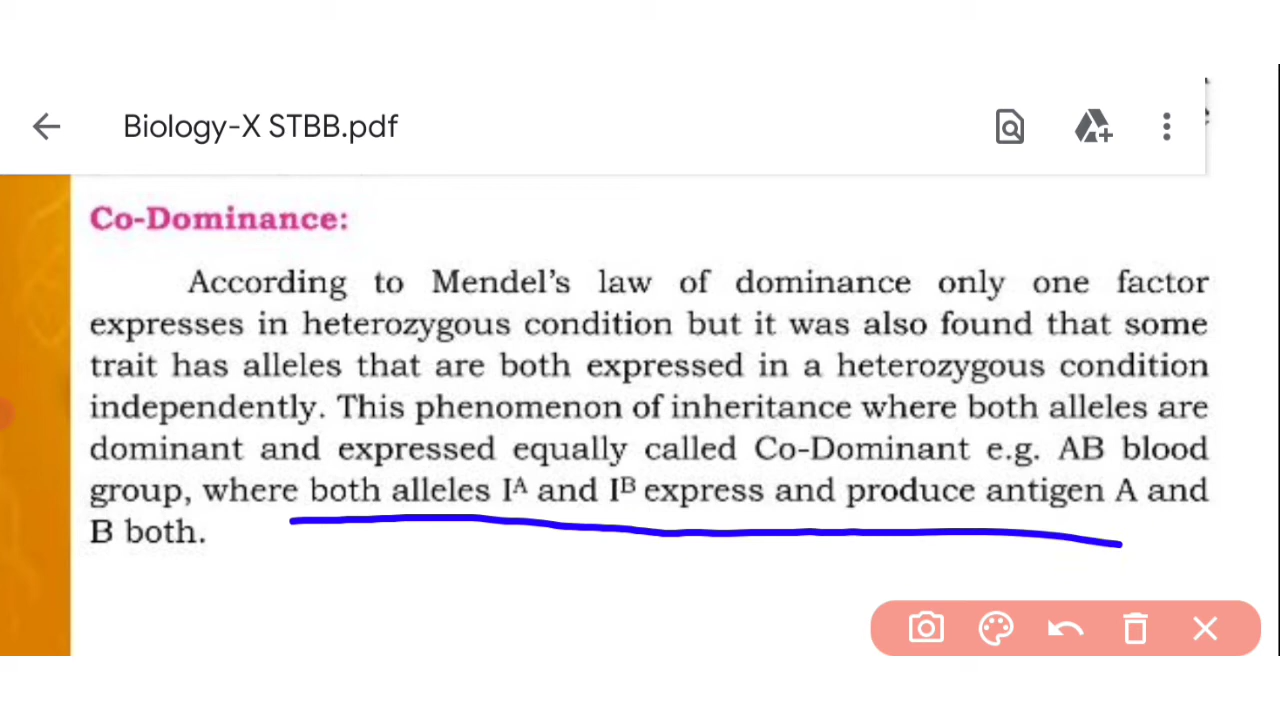 Biology-X STBB.pdf
Co-Dominance:
According to Mendel's law of dominance only one factor
expresses in heterozygous condition but it was also found that some
trait has alleles that are both expressed in a heterozygous condition
independently. This phenomenon of inheritance where both alleles are
dominant and expressed equally called Co-Dominant e.g. AB blood
group, where both alleles Iᴬ and Iᴮ express and produce antigen A and
B both.